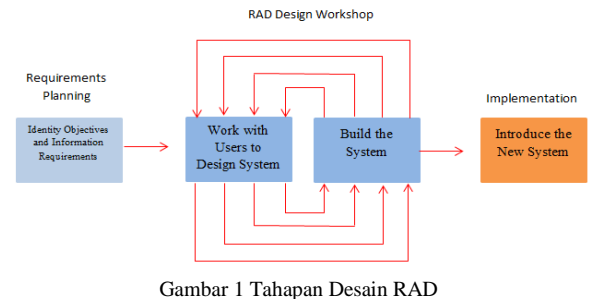 RAD Design Workshop
Requirements
Planning
Identity Objectives
and Information
Requirements
Work with
Users to
Design System
Build the
System
Implementation
Introduce the
New System
Gambar 1 Tahapan Desain RAD